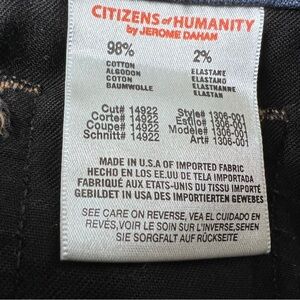 CITIZENS of HUMANITY
by JEROME DAHAN
98% 2%
COTTON ELASTANE
ALGODON ELASTANO
COTON ELASTHANNE
BAUMWOLLE ELASTAN
Cut# 14922 Style# 1306-001
Corte# 14922 Estilo# 1306-001
Coupe# 14922 Modèle# 1306-001
Schnitt# 14922 Art# 1306-001
MADE IN U.S.A OF IMPORTED FABRIC
HECHO EN LOS EE.UU DE TELA IMPORTADA
FABRIQUÉ AUX ETATS-UNIS DU TISSU IMPORTÉ
GEBILDET IN USA DES IMPORTIERTEN GEWEBES
SEE CARE ON REVERSE, VEA EL CUIDADO EN
REVÉS,VOIR LE SOIN SUR L'INVERSE,SEHEN
SIE SORGFALT AUF RÜCKSEITE